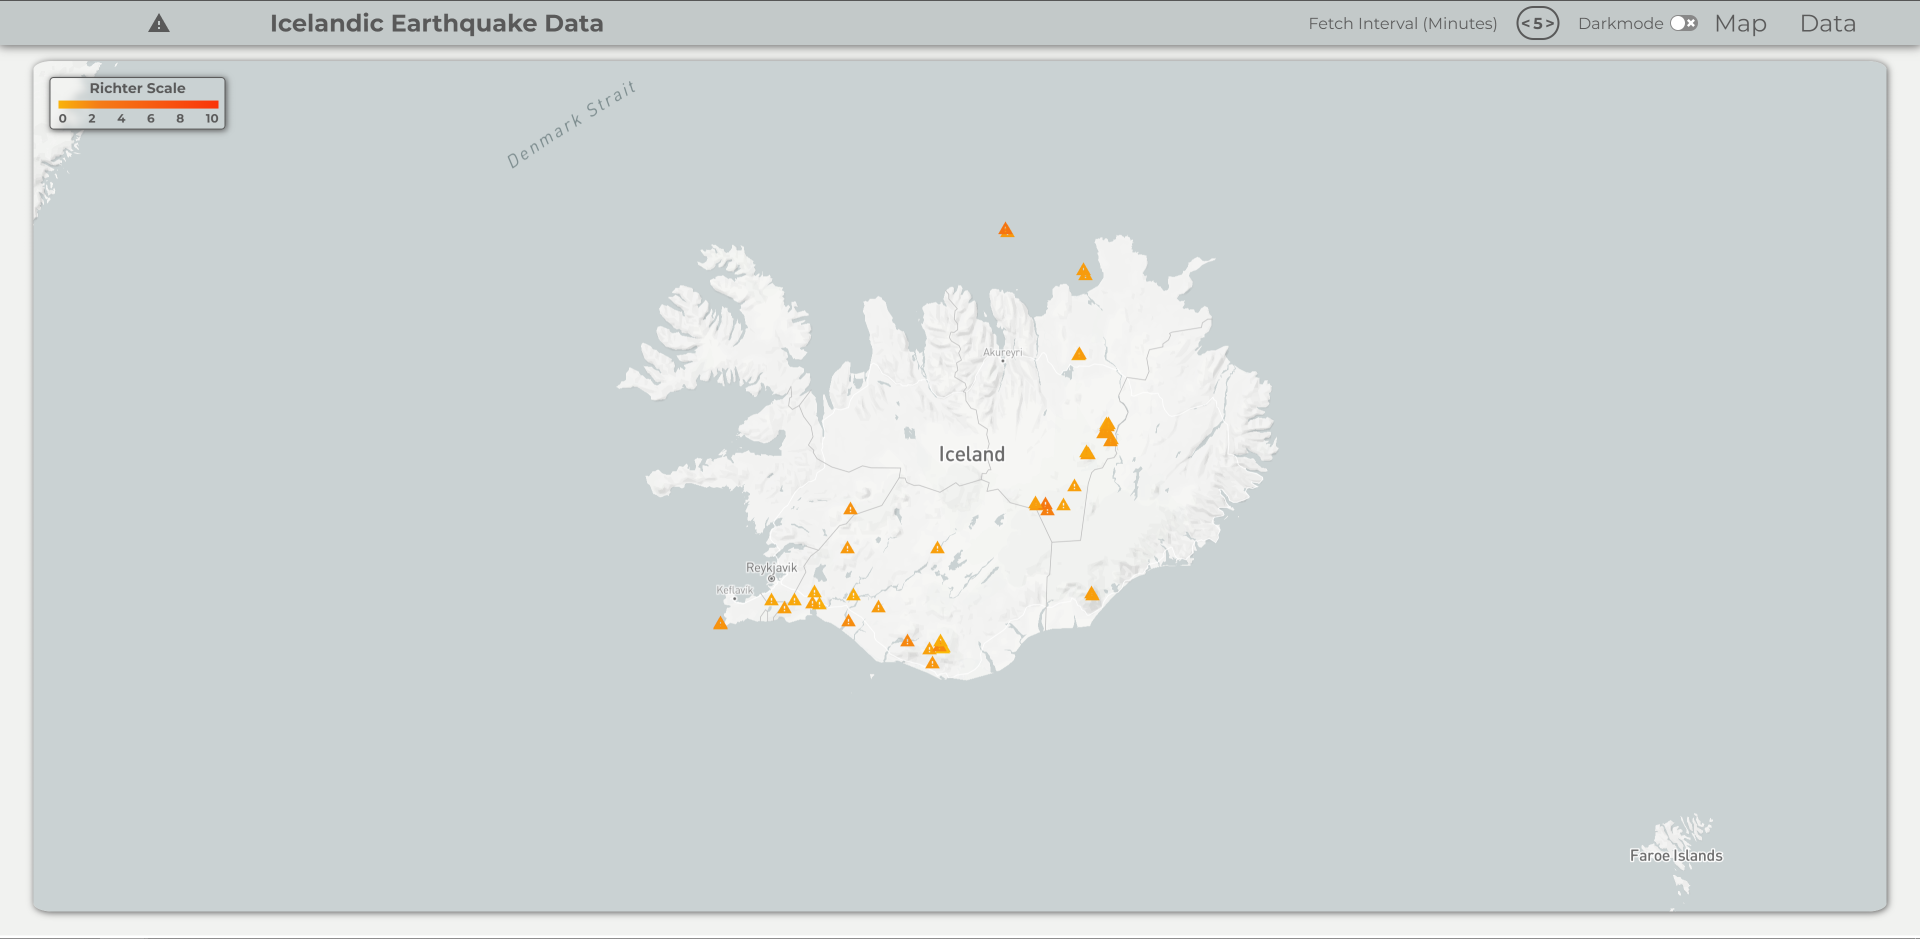 Icelandic Earthquake Data
Fetch Interval (Minutes)
< 5 >
Darkmode
Map
Data
Richter Scale
0 2 4 6 8 10
Denmark Strait
Akureyri
Iceland
Reykjavik
Keflavik
Faroe Islands